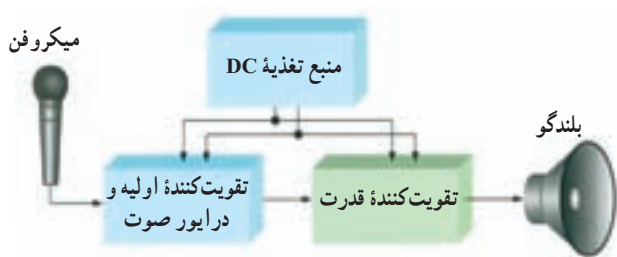 میکروفن
منبع تغذیهٔ DC
بلندگو
تقویت‌کنندهٔ اولیه و
درایور صوت
تقویت‌کنندهٔ قدرت